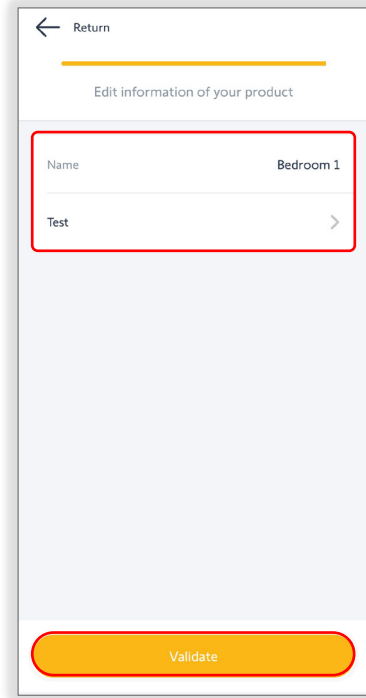 Return
Edit information of your product
Name Bedroom 1
Test
Validate